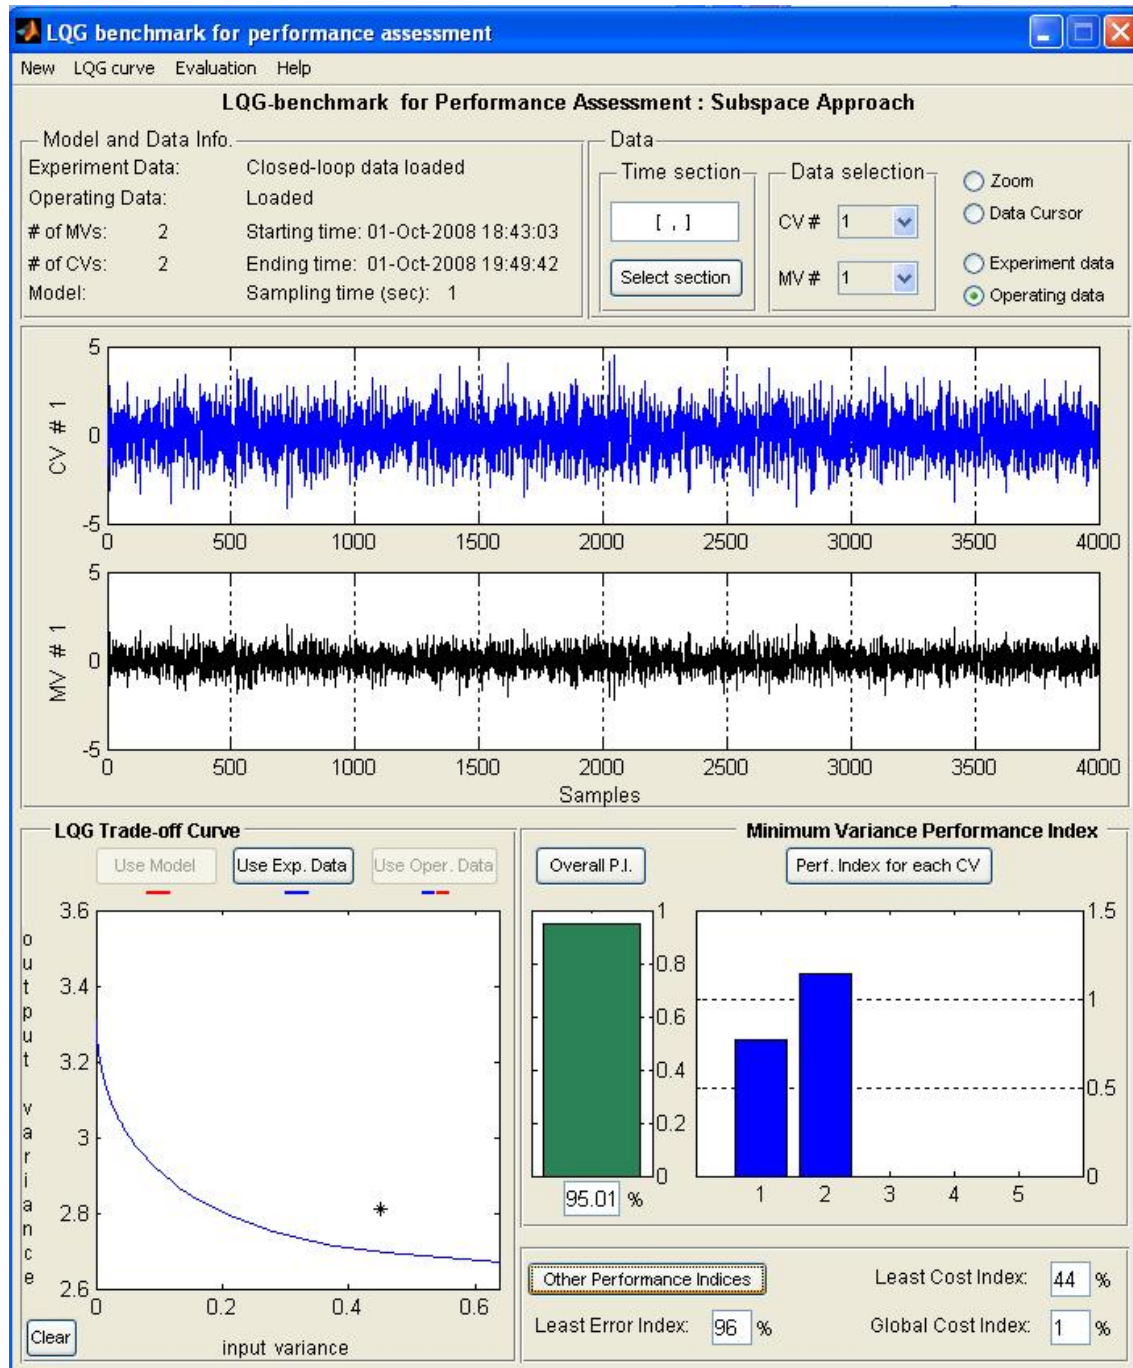 LQG benchmark for performance assessment
New LQG curve Evaluation Help
LQG-benchmark for Performance Assessment : Subspace Approach
Model and Data Info.
Experiment Data: Closed-loop data loaded
Operating Data: Loaded
# of MVs: 2 Starting time: 01-Oct-2008 18:43:03
# of CVs: 2 Ending time: 01-Oct-2008 19:49:42
Model: Sampling time (sec): 1
Data
Time section
[ , ]
Select section
Data selection
CV # 1
MV # 1
Zoom
Data Cursor
Experiment data
Operating data
CV # 1
5
0
-5
0 500 1000 1500 2000 2500 3000 3500 4000
MV # 1
5
0
-5
0 500 1000 1500 2000 2500 3000 3500 4000
Samples
LQG Trade-off Curve
Use Model Use Exp. Data Use Oper. Data
output variance
3.6
3.4
3.2
3
2.8
2.6
0 0.2 0.4 0.6
input variance
Clear
Minimum Variance Performance Index
Overall P.I. Perf. Index for each CV
1
0.8
0.6
0.4
0.2
0
95.01 %
1.5
1
0.5
0
1 2 3 4 5
Other Performance Indices Least Cost Index: 44 %
Least Error Index: 96 % Global Cost Index: 1 %